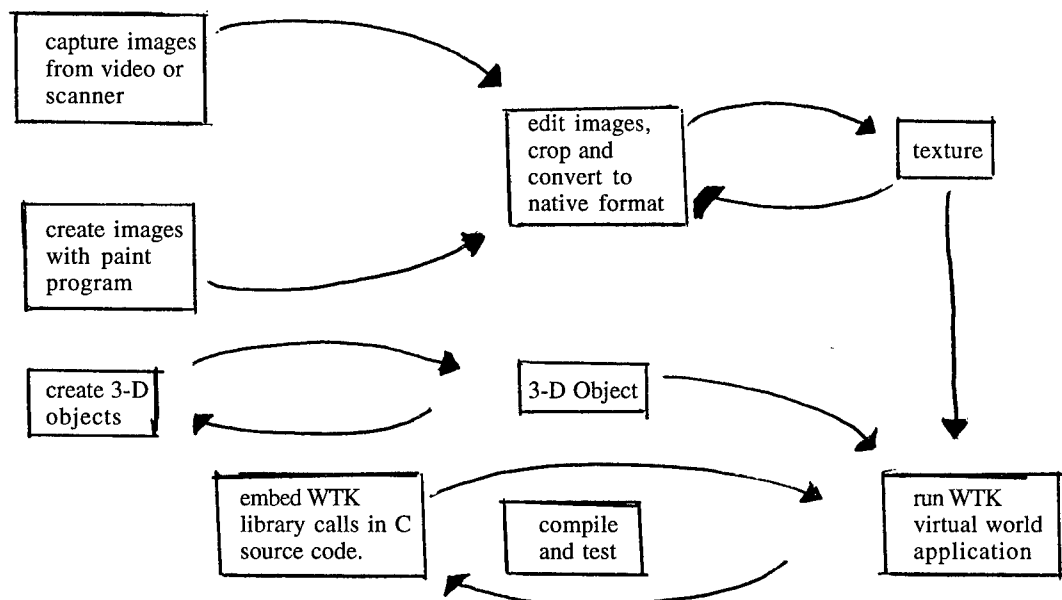 capture images
from video or
scanner
edit images,
crop and
convert to
native format
texture
create images
with paint
program
create 3-D
objects
3-D Object
embed WTK
library calls in C
source code.
compile
and test
run WTK
virtual world
application